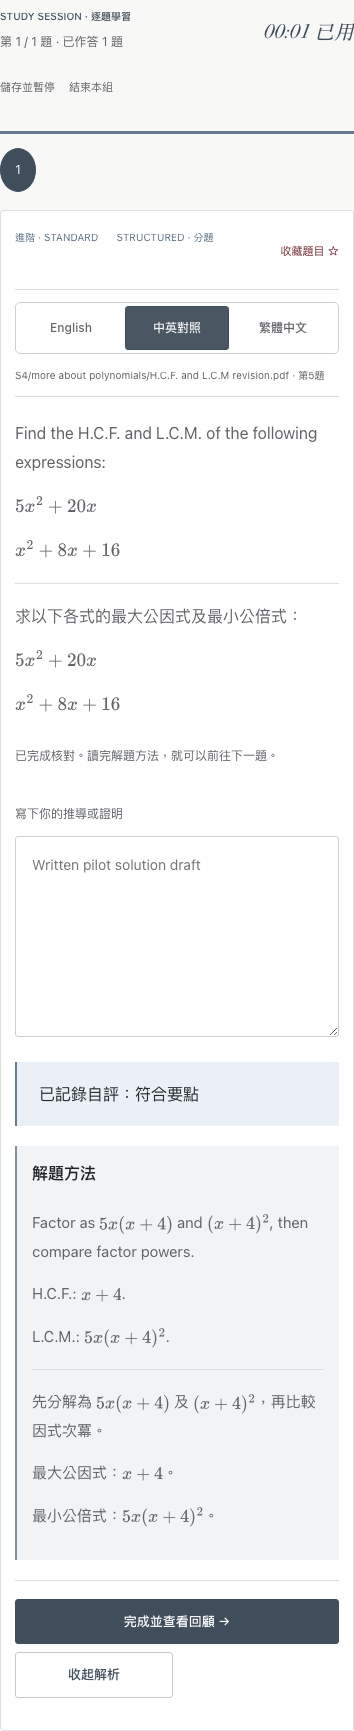 STUDY SESSION · 逐題學習
第 1 / 1 題 · 已作答 1 題
00:01 已用
儲存並暫停 結束本組
1
進階 · STANDARD STRUCTURED · 分題
收藏題目 ☆
English 中英對照 繁體中文
S4/more about polynomials/H.C.F. and L.C.M revision.pdf · 第5題
Find the H.C.F. and L.C.M. of the following
expressions:
5x² + 20x
x² + 8x + 16
求以下各式的最大公因式及最小公倍式：
5x² + 20x
x² + 8x + 16
已完成核對。讀完解題方法，就可以前往下一題。
寫下你的推導或證明
Written pilot solution draft
已記錄自評：符合要點
解題方法
Factor as 5x(x + 4) and (x + 4)², then
compare factor powers.
H.C.F.: x + 4.
L.C.M.: 5x(x + 4)².
先分解為 5x(x + 4) 及 (x + 4)²，再比較
因式次冪。
最大公因式：x + 4。
最小公倍式：5x(x + 4)²。
完成並查看回顧 →
收起解析